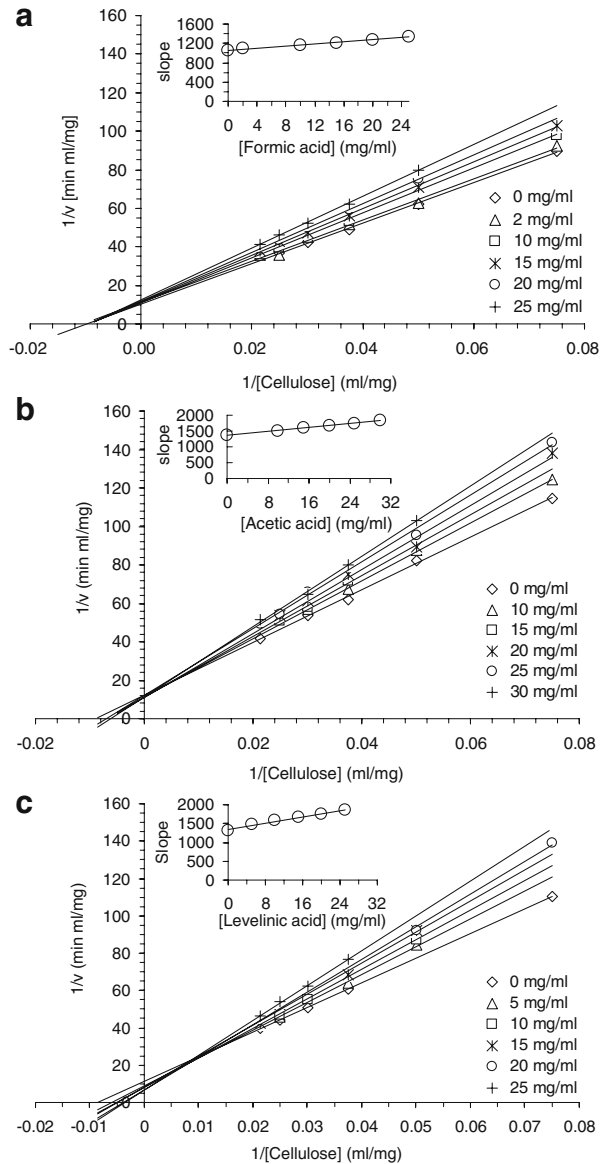 a
slope
1600
1200
800
400
0
0 4 8 12 16 20 24
[Formic acid] (mg/ml)
1/v [min ml/mg]
160
140
120
100
80
60
40
20
0
0 mg/ml
2 mg/ml
10 mg/ml
15 mg/ml
20 mg/ml
25 mg/ml
-0.02 0.00 0.02 0.04 0.06 0.08
1/[Cellulose] (ml/mg)
b
slope
2000
1500
1000
500
0
0 8 16 24 32
[Acetic acid] (mg/ml)
1/v (min ml/mg)
160
140
120
100
80
60
40
20
0
0 mg/ml
10 mg/ml
15 mg/ml
20 mg/ml
25 mg/ml
30 mg/ml
-0.02 0 0.02 0.04 0.06 0.08
1/[Cellulose] (ml/mg)
c
Slope
2000
1500
1000
500
0
0 8 16 24 32
[Levelinic acid] (mg/ml)
1/v (min ml/mg)
160
140
120
100
80
60
40
20
0
0 mg/ml
5 mg/ml
10 mg/ml
15 mg/ml
20 mg/ml
25 mg/ml
-0.02 -0.01 0 0.01 0.02 0.03 0.04 0.05 0.06 0.07 0.08
1/[Cellulose] (ml/mg)